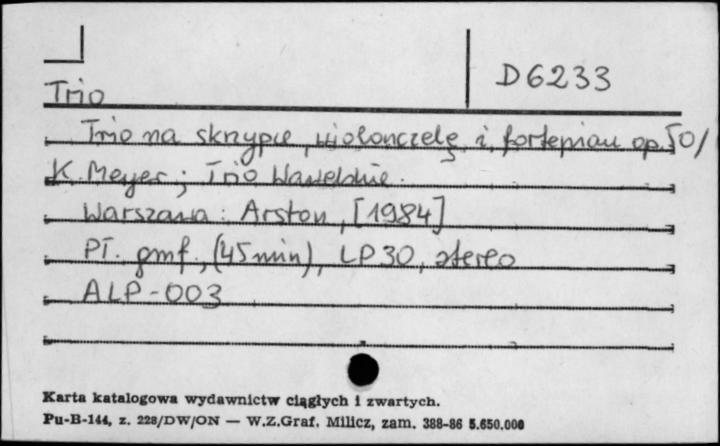 D6233
Trio
Trio na skrzypce, wiolonczelę i fortepian op. 50/
K. Meyer; Trio Wawelskie.
Warszawa: Arston, [1984]
Pł. gmf., (45 min), LP 30, stereo
ALP-003
Karta katalogowa wydawnictw ciągłych i zwartych.
Pu-B-144, z. 228/DW/ON — W.Z.Graf. Milicz, zam. 388-86 5.650.000